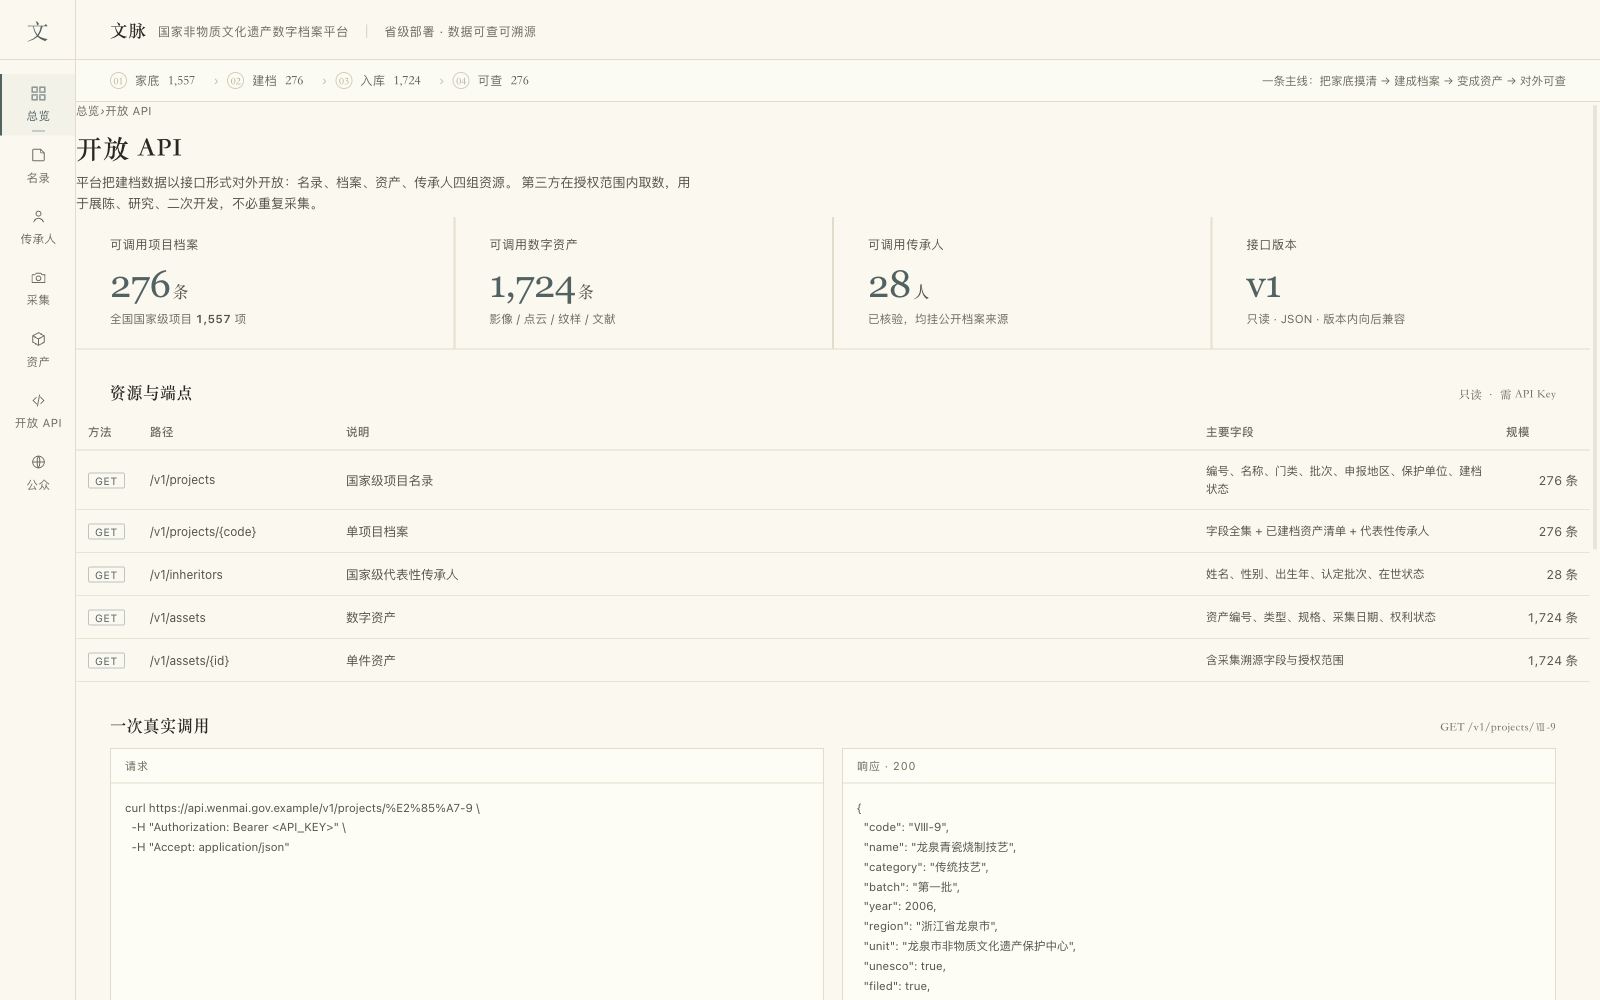 文
文脉 国家非物质文化遗产数字档案平台 | 省级部署 · 数据可查可溯源
01 家底 1,557 › 02 建档 276 › 03 入库 1,724 › 04 可查 276
一条主线：把家底摸清 → 建成档案 → 变成资产 → 对外可查
总览
名录
传承人
采集
资产
开放 API
公众
总览›开放 API
开放 API
平台把建档数据以接口形式对外开放：名录、档案、资产、传承人四组资源。 第三方在授权范围内取数，用
于展陈、研究、二次开发，不必重复采集。
可调用项目档案
276 条
全国国家级项目 1,557 项
可调用数字资产
1,724 条
影像 / 点云 / 纹样 / 文献
可调用传承人
28 人
已核验，均挂公开档案来源
接口版本
v1
只读 · JSON · 版本内向后兼容
资源与端点
只读 · 需 API Key
方法 路径 说明 主要字段 规模
GET /v1/projects 国家级项目名录 编号、名称、门类、批次、申报地区、保护单位、建档
状态 276 条
GET /v1/projects/{code} 单项目档案 字段全集 + 已建档资产清单 + 代表性传承人 276 条
GET /v1/inheritors 国家级代表性传承人 姓名、性别、出生年、认定批次、在世状态 28 条
GET /v1/assets 数字资产 资产编号、类型、规格、采集日期、权利状态 1,724 条
GET /v1/assets/{id} 单件资产 含采集溯源字段与授权范围 1,724 条
一次真实调用
GET /v1/projects/Ⅷ-9
请求
curl https://api.wenmai.gov.example/v1/projects/%E2%85%A7-9 \
-H "Authorization: Bearer <API_KEY>" \
-H "Accept: application/json"
响应 · 200
{
"code": "Ⅷ-9",
"name": "龙泉青瓷烧制技艺",
"category": "传统技艺",
"batch": "第一批",
"year": 2006,
"region": "浙江省龙泉市",
"unit": "龙泉市非物质文化遗产保护中心",
"unesco": true,
"filed": true,